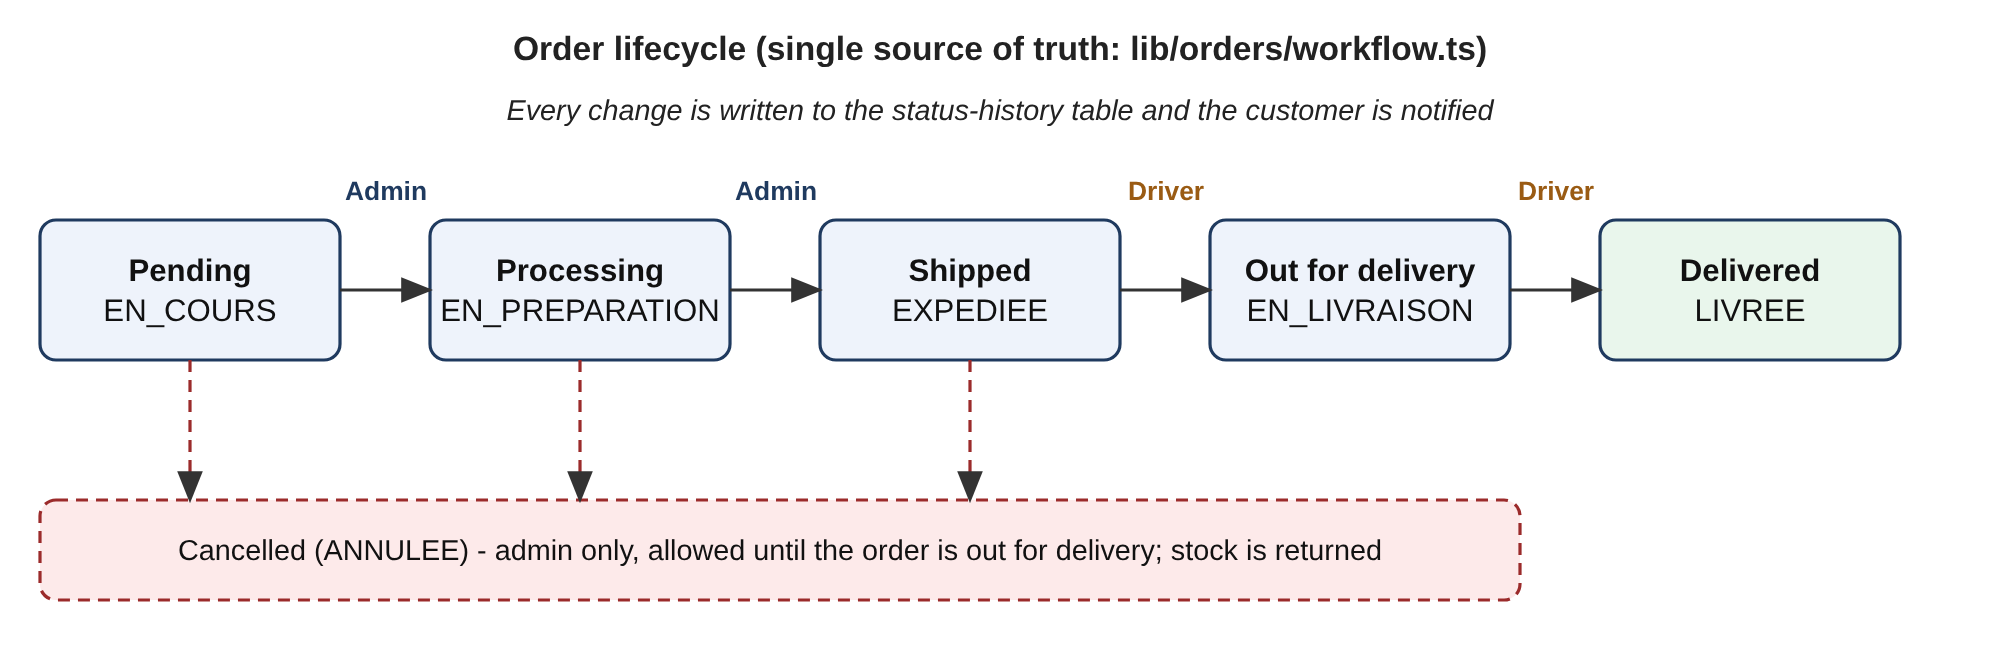 Order lifecycle (single source of truth: lib/orders/workflow.ts)
Every change is written to the status-history table and the customer is notified
Admin
Admin
Driver
Driver
Pending
EN_COURS
Processing
EN_PREPARATION
Shipped
EXPEDIEE
Out for delivery
EN_LIVRAISON
Delivered
LIVREE
Cancelled (ANNULEE) - admin only, allowed until the order is out for delivery; stock is returned